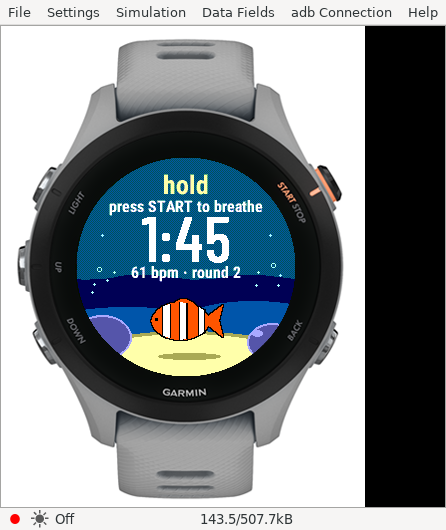 File Settings Simulation Data Fields adb Connection Help
hold
press START to breathe
1:45
61 bpm · round 2
LIGHT
START STOP
UP
DOWN
BACK
GARMIN
Off 143.5/507.7kB